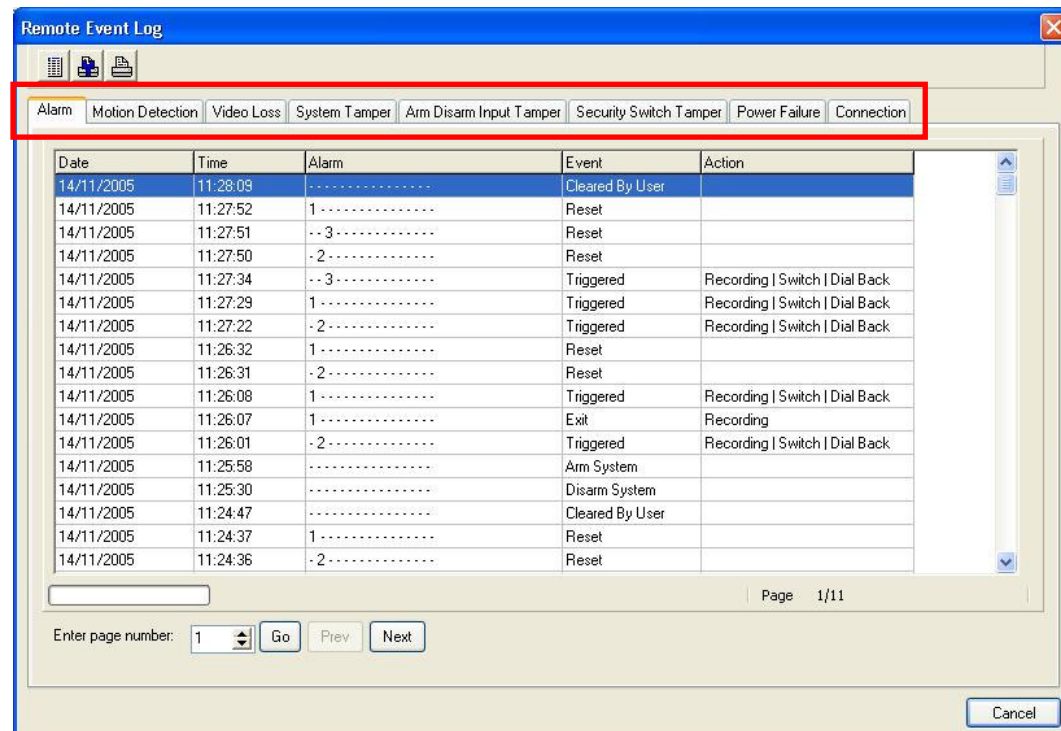 Remote Event Log
Alarm Motion Detection Video Loss System Tamper Arm Disarm Input Tamper Security Switch Tamper Power Failure Connection
Date Time Alarm Event Action
14/11/2005 11:28:09 - - - - - - - - - - - - - - - - Cleared By User
14/11/2005 11:27:52 1 - - - - - - - - - - - - - - - Reset
14/11/2005 11:27:51 - - 3 - - - - - - - - - - - - - Reset
14/11/2005 11:27:50 - 2 - - - - - - - - - - - - - - Reset
14/11/2005 11:27:34 - - 3 - - - - - - - - - - - - - Triggered Recording | Switch | Dial Back
14/11/2005 11:27:29 1 - - - - - - - - - - - - - - - Triggered Recording | Switch | Dial Back
14/11/2005 11:27:22 - 2 - - - - - - - - - - - - - - Triggered Recording | Switch | Dial Back
14/11/2005 11:26:32 1 - - - - - - - - - - - - - - - Reset
14/11/2005 11:26:31 - 2 - - - - - - - - - - - - - - Reset
14/11/2005 11:26:08 1 - - - - - - - - - - - - - - - Triggered Recording | Switch | Dial Back
14/11/2005 11:26:07 1 - - - - - - - - - - - - - - - Exit Recording
14/11/2005 11:26:01 - 2 - - - - - - - - - - - - - - Triggered Recording | Switch | Dial Back
14/11/2005 11:25:58 - - - - - - - - - - - - - - - - Arm System
14/11/2005 11:25:30 - - - - - - - - - - - - - - - - Disarm System
14/11/2005 11:24:47 - - - - - - - - - - - - - - - - Cleared By User
14/11/2005 11:24:37 1 - - - - - - - - - - - - - - - Reset
14/11/2005 11:24:36 - 2 - - - - - - - - - - - - - - Reset
Page 1/11
Enter page number: 1 Go Prev Next
Cancel